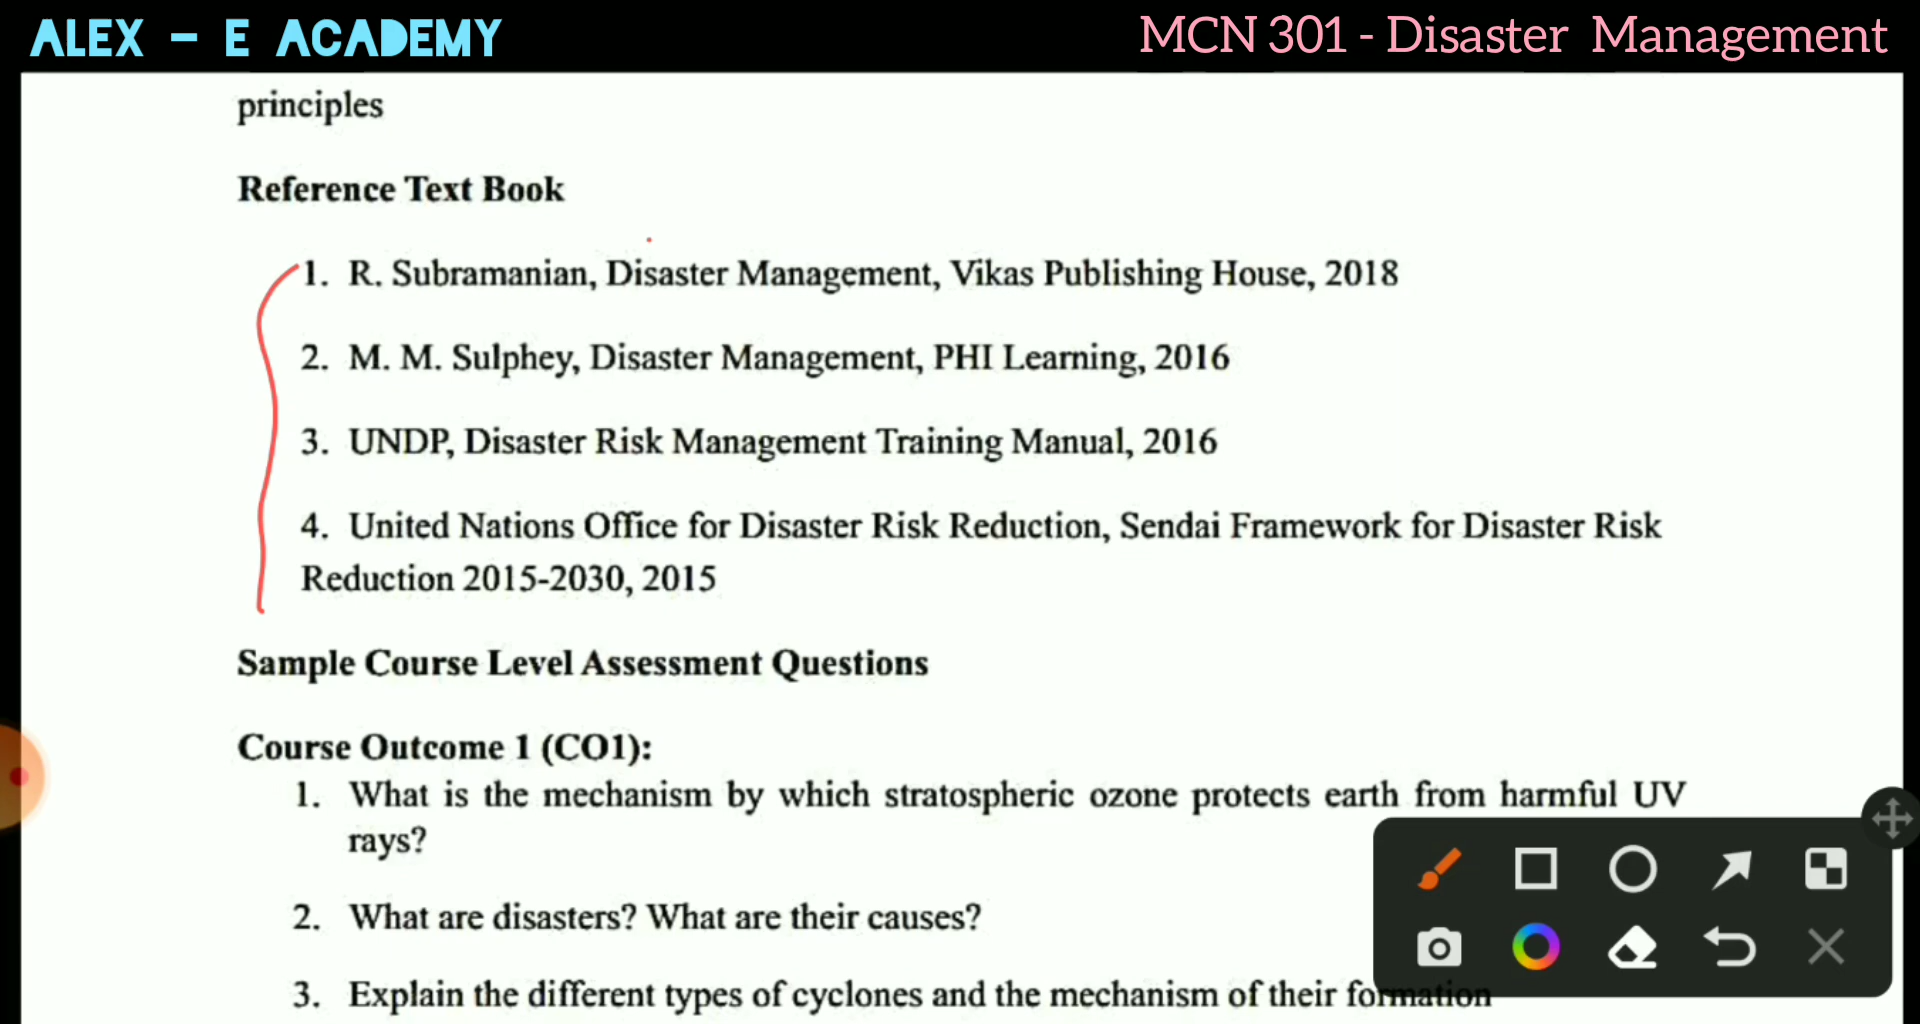 ALEX - E ACADEMY
MCN 301 - Disaster Management
principles
Reference Text Book
1. R. Subramanian, Disaster Management, Vikas Publishing House, 2018
2. M. M. Sulphey, Disaster Management, PHI Learning, 2016
3. UNDP, Disaster Risk Management Training Manual, 2016
4. United Nations Office for Disaster Risk Reduction, Sendai Framework for Disaster Risk
Reduction 2015-2030, 2015
Sample Course Level Assessment Questions
Course Outcome 1 (CO1):
1. What is the mechanism by which stratospheric ozone protects earth from harmful UV
rays?
2. What are disasters? What are their causes?
3. Explain the different types of cyclones and the mechanism of their formation